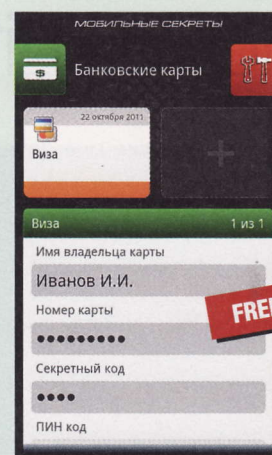 МОБИЛЬНЫЕ СЕКРЕТЫ
$
Банковские карты
22 октября 2011
Виза
+
Виза 1 из 1
Имя владельца карты
Иванов И.И.
Номер карты
•••••••••
FREE
Секретный код
••••
ПИН код